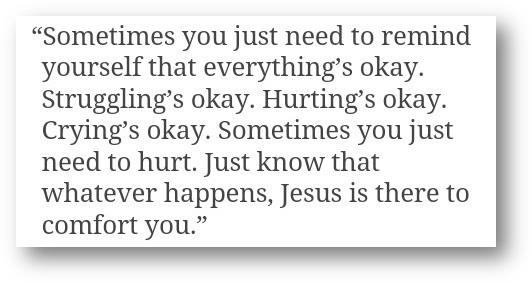 “Sometimes you just need to remind
yourself that everything’s okay.
Struggling’s okay. Hurting’s okay.
Crying’s okay. Sometimes you just
need to hurt. Just know that
whatever happens, Jesus is there to
comfort you.”